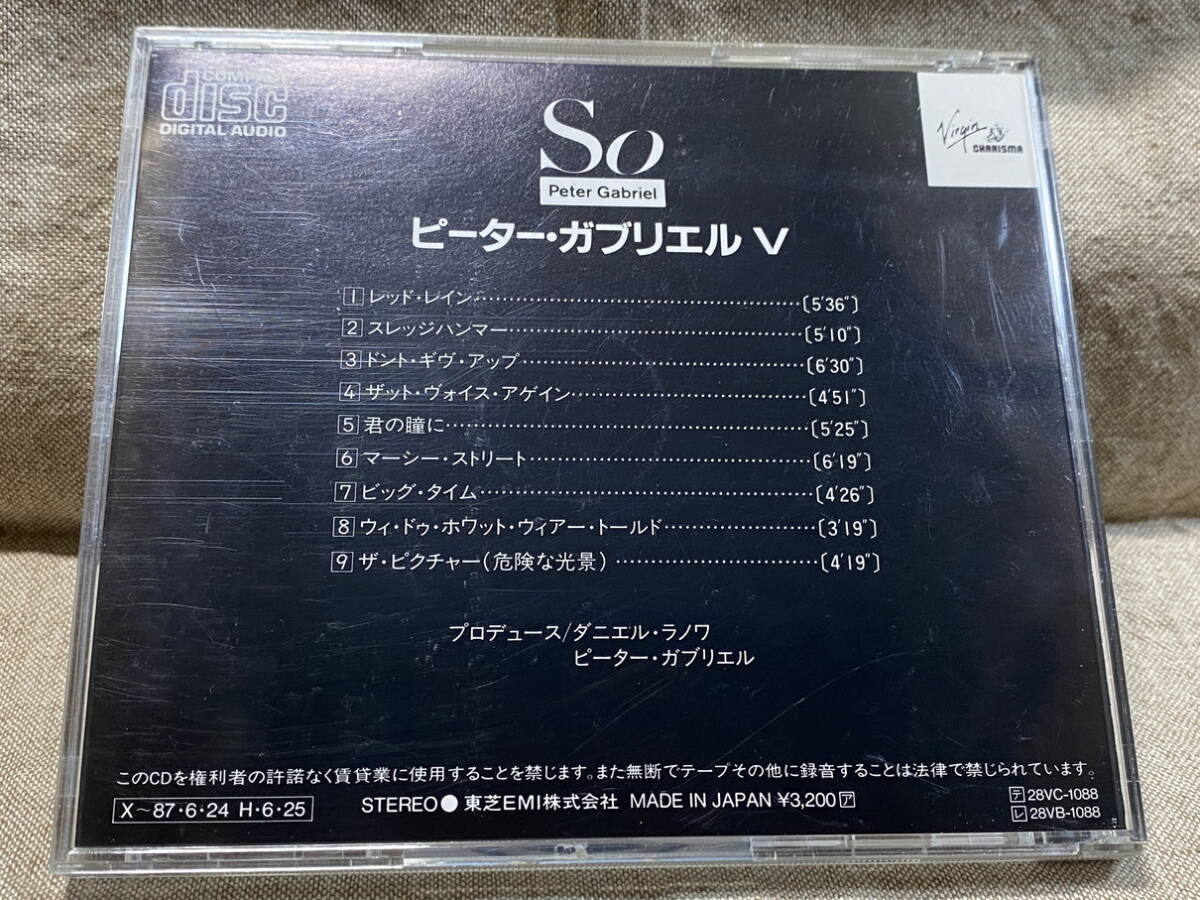 COMPACT
disc
DIGITAL AUDIO
So
Peter Gabriel
Virgin
CHARISMA
ピーター・ガブリエル V
1 レッド・レイン……………………………………〔5'36"〕
2 スレッジハンマー……………………………〔5'10"〕
3 ドント・ギヴ・アップ…………………………〔6'30"〕
4 ザット・ヴォイス・アゲイン……………………〔4'51"〕
5 君の瞳に…………………………………〔5'25"〕
6 マーシー・ストリート…………………………〔6'19"〕
7 ビッグ・タイム………………………………〔4'26"〕
8 ウィ・ドゥ・ホワット・ウィアー・トールド……………〔3'19"〕
9 ザ・ピクチャー(危険な光景) ……………………〔4'19"〕
プロデュース/ダニエル・ラノワ
ピーター・ガブリエル
このCDを権利者の許諾なく賃貸業に使用することを禁じます。また無断でテープその他に録音することは法律で禁じられています。
X〜87・6・24 H・6・25
STEREO● 東芝EMI株式会社 MADE IN JAPAN ¥3,200 ア
テ 28VC-1088
レ 28VB-1088